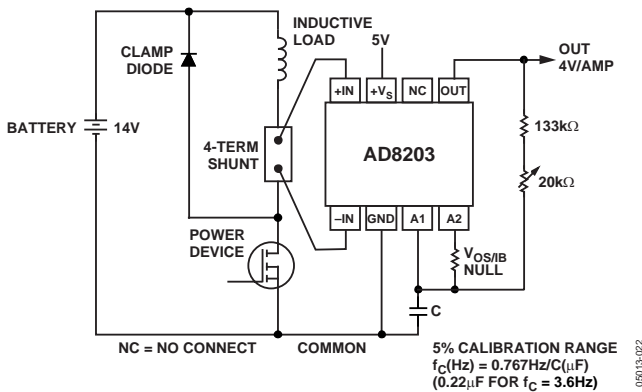 INDUCTIVE
LOAD
CLAMP
DIODE
5V
OUT
4V/AMP
+IN
+VS
NC
OUT
BATTERY
14V
4-TERM
SHUNT
AD8203
133kΩ
20kΩ
–IN
GND
A1
A2
POWER
DEVICE
VOS/IB
NULL
C
NC = NO CONNECT
COMMON
5% CALIBRATION RANGE
fC(Hz) = 0.767Hz/C(μF)
(0.22μF FOR fC = 3.6Hz)
05013-022